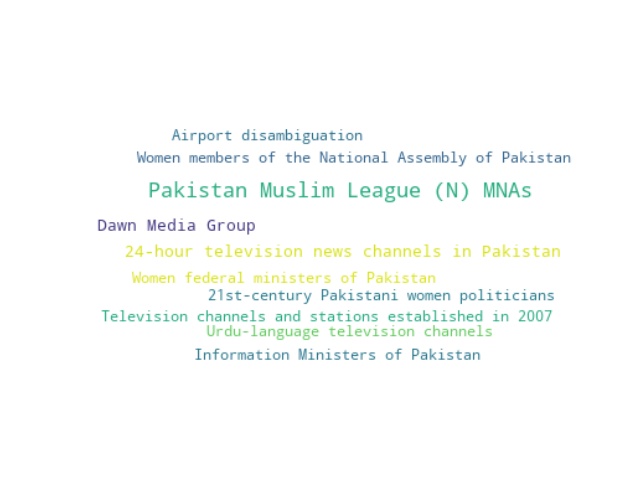 Airport disambiguation
Women members of the National Assembly of Pakistan
Pakistan Muslim League (N) MNAs
Dawn Media Group
24-hour television news channels in Pakistan
Women federal ministers of Pakistan
21st-century Pakistani women politicians
Television channels and stations established in 2007
Urdu-language television channels
Information Ministers of Pakistan